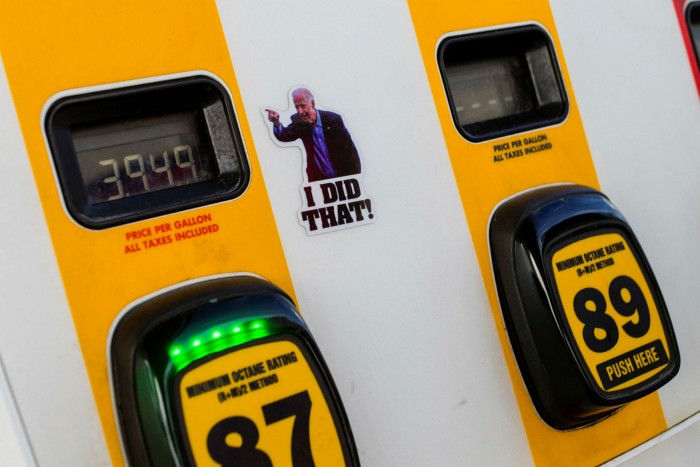 3949
PRICE PER GALLON
ALL TAXES INCLUDED
MINIMUM OCTANE RATING
(R+M)/2 METHOD
87
I DID
THAT!
PRICE PER GALLON
ALL TAXES INCLUDED
MINIMUM OCTANE RATING
(R+M)/2 METHOD
89
PUSH HERE